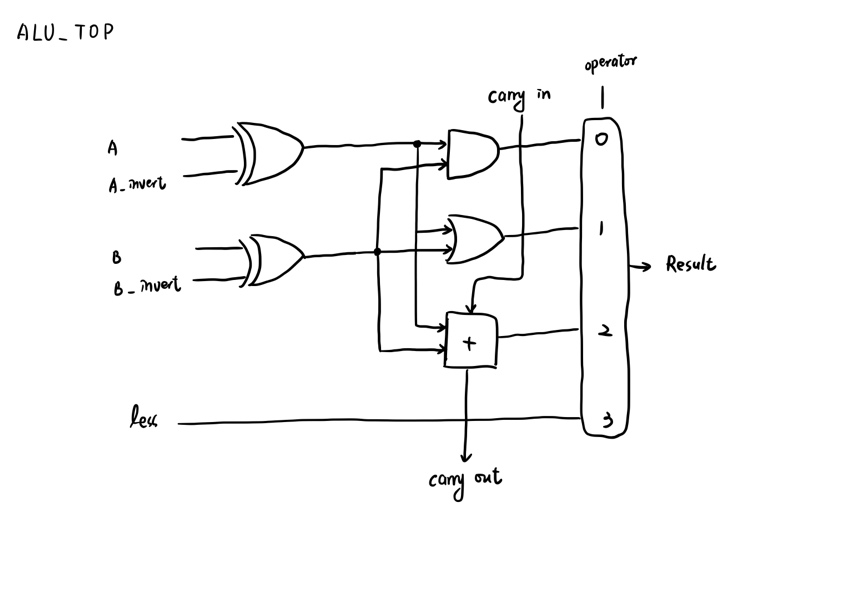 ALU_TOP
operator
carry in
A
A_invert
B
B_invert
less
0
1
2
3
+
Result
carry out